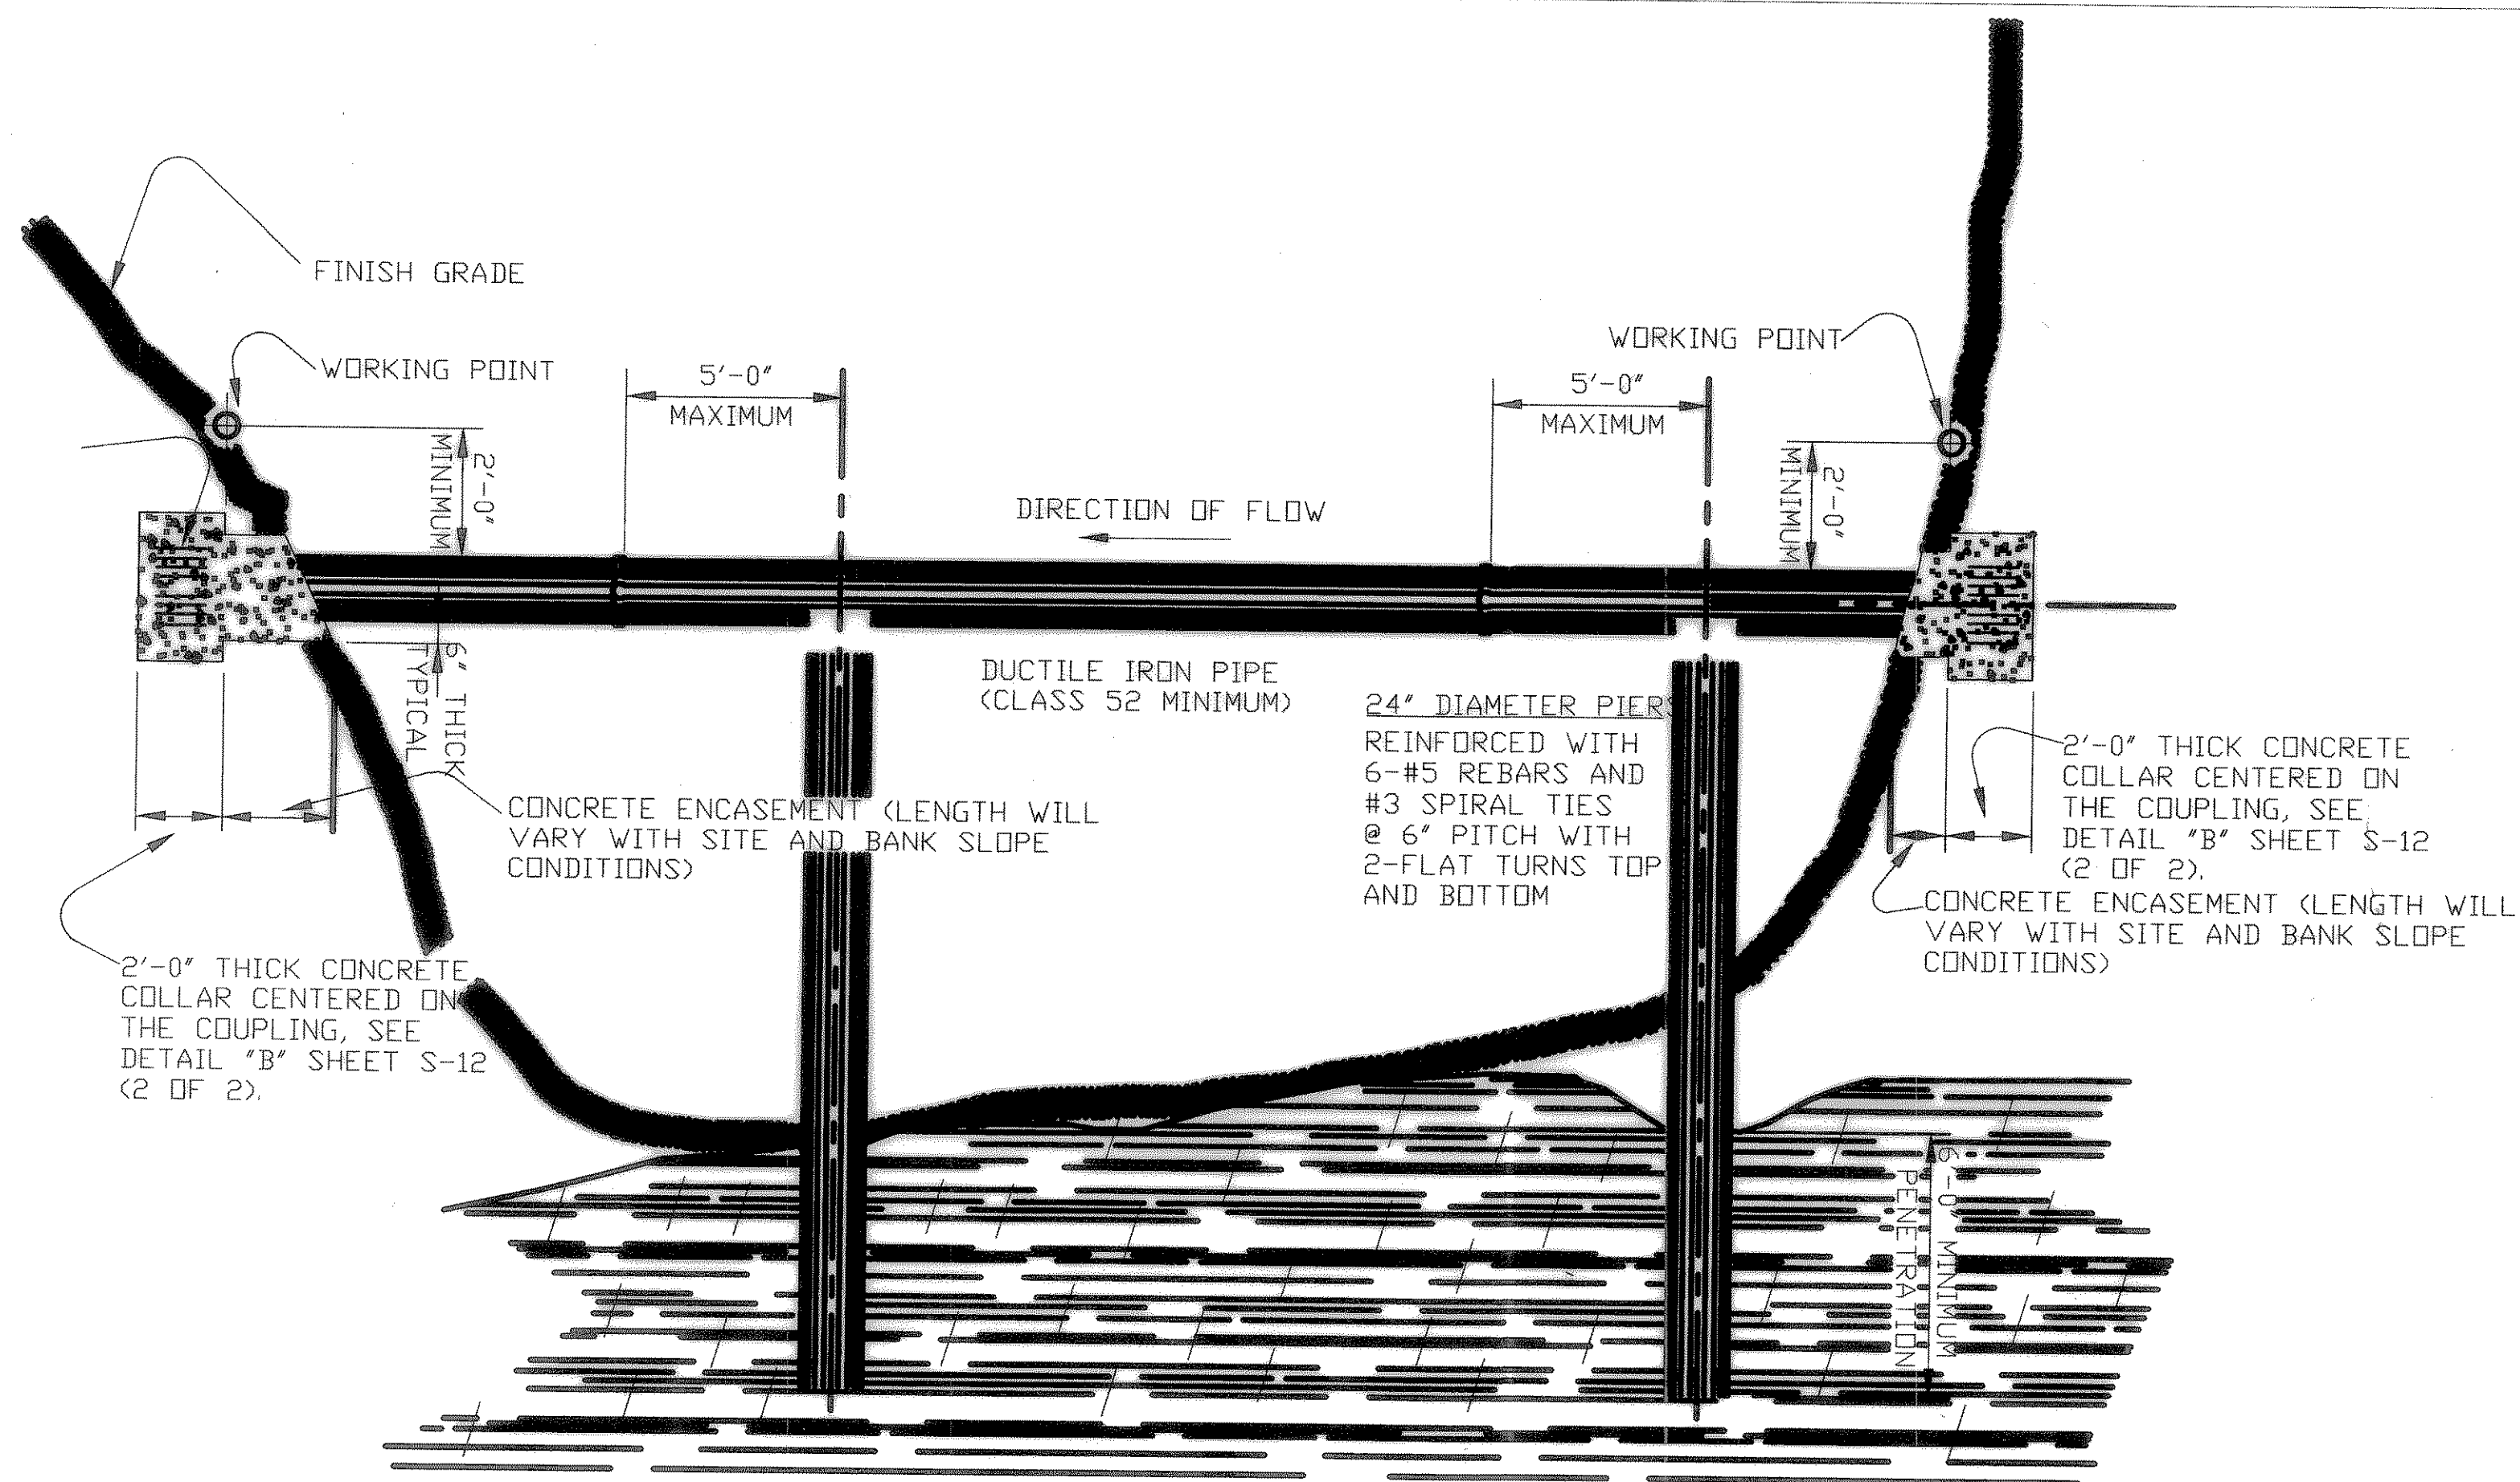 FINISH GRADE
WORKING POINT
WORKING POINT
5'-0"
MAXIMUM
5'-0"
MAXIMUM
2'-0"
MINIMUM
2'-0"
MINIMUM
DIRECTION OF FLOW
6" THICK
TYPICAL
DUCTILE IRON PIPE
(CLASS 52 MINIMUM)
24" DIAMETER PIERS
REINFORCED WITH
6-#5 REBARS AND
#3 SPIRAL TIES
@ 6" PITCH WITH
2-FLAT TURNS TOP
AND BOTTOM
2'-0" THICK CONCRETE
COLLAR CENTERED ON
THE COUPLING, SEE
DETAIL "B" SHEET S-12
(2 OF 2).
CONCRETE ENCASEMENT (LENGTH WILL
VARY WITH SITE AND BANK SLOPE
CONDITIONS)
CONCRETE ENCASEMENT (LENGTH WILL
VARY WITH SITE AND BANK SLOPE
CONDITIONS)
2'-0" THICK CONCRETE
COLLAR CENTERED ON
THE COUPLING, SEE
DETAIL "B" SHEET S-12
(2 OF 2).
6'-0" MINIMUM
PENETRATION